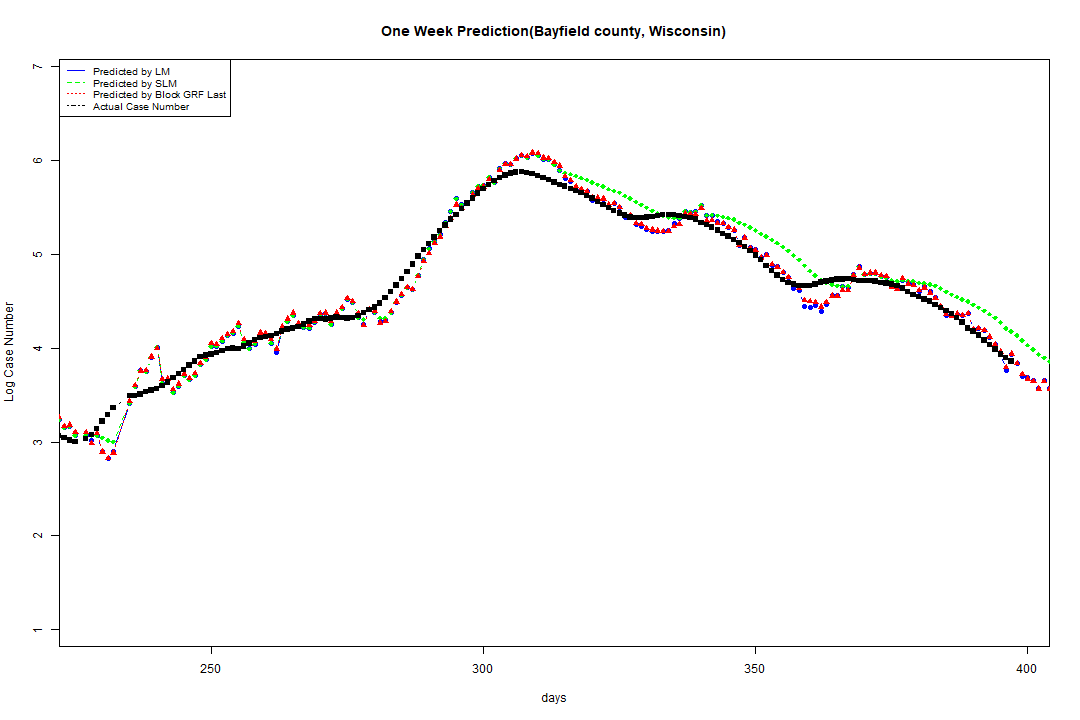 One Week Prediction(Bayfield county, Wisconsin)
Predicted by LM
Predicted by SLM
Predicted by Block GRF Last
Actual Case Number
7
6
5
4
3
2
1
Log Case Number
250
300
350
400
days